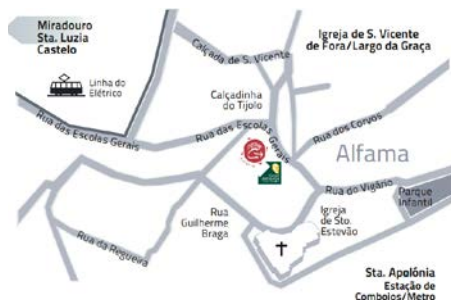 Miradouro
Sta. Luzia
Castelo
Igreja de S. Vicente
de Fora/Largo da Graça
Calçada de S. Vicente
Linha do
Elétrico
Calçadinha
do Tijolo
Rua das Escolas Gerais
Rua das Escolas Gerais
Rua dos Corvos
Alfama
Rua do Vigário
Parque
Infantil
Rua
Guilherme
Braga
Igreja
de Sto.
Estevão
Rua da Regueira
Sta. Apolónia
Estação de
Comboios/Metro